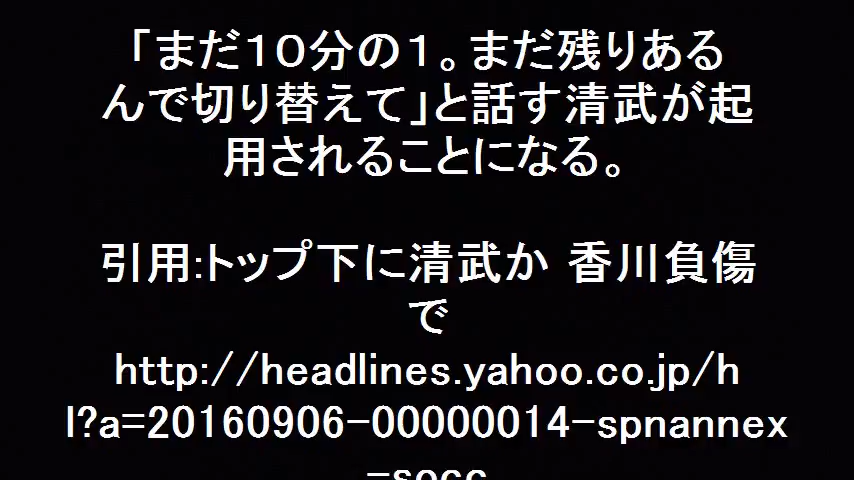 「まだ１０分の１。まだ残りある
んで切り替えて」と話す清武が起
用されることになる。
引用:トップ下に清武か 香川負傷
で
http://headlines.yahoo.co.jp/h
l?a=20160906-00000014-spnannex
-socc